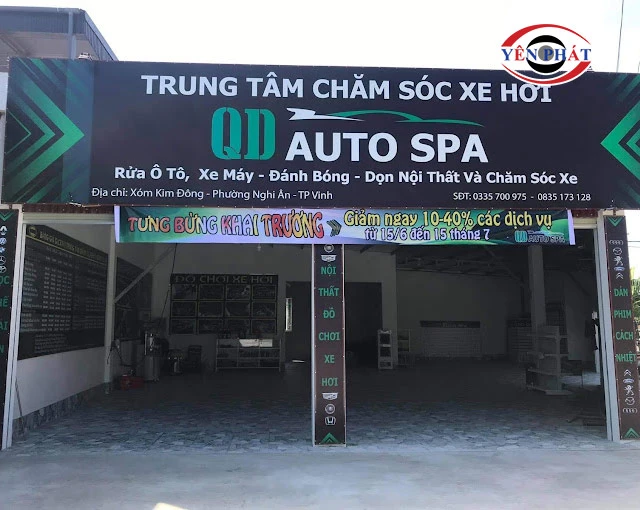 YÊN PHÁT
TRUNG TÂM CHĂM SÓC XE HƠI
QD AUTO SPA
Rửa Ô Tô, Xe Máy - Đánh Bóng - Dọn Nội Thất Và Chăm Sóc Xe
Địa chỉ: Xóm Kim Đông - Phường Nghi Ân - TP Vinh
SĐT: 0335 700 975 - 0835 173 128
TƯNG BỪNG KHAI TRƯƠNG
Giảm ngay 10-40% các dịch vụ
từ 15/6 đến 15 tháng 7
QD AUTO SPA
ĐỒ CHƠI XE HƠI
NỘI
THẤT
ĐỒ
CHƠI
XE
HƠI
DÁN
PHIM
CÁCH
NHIỆT